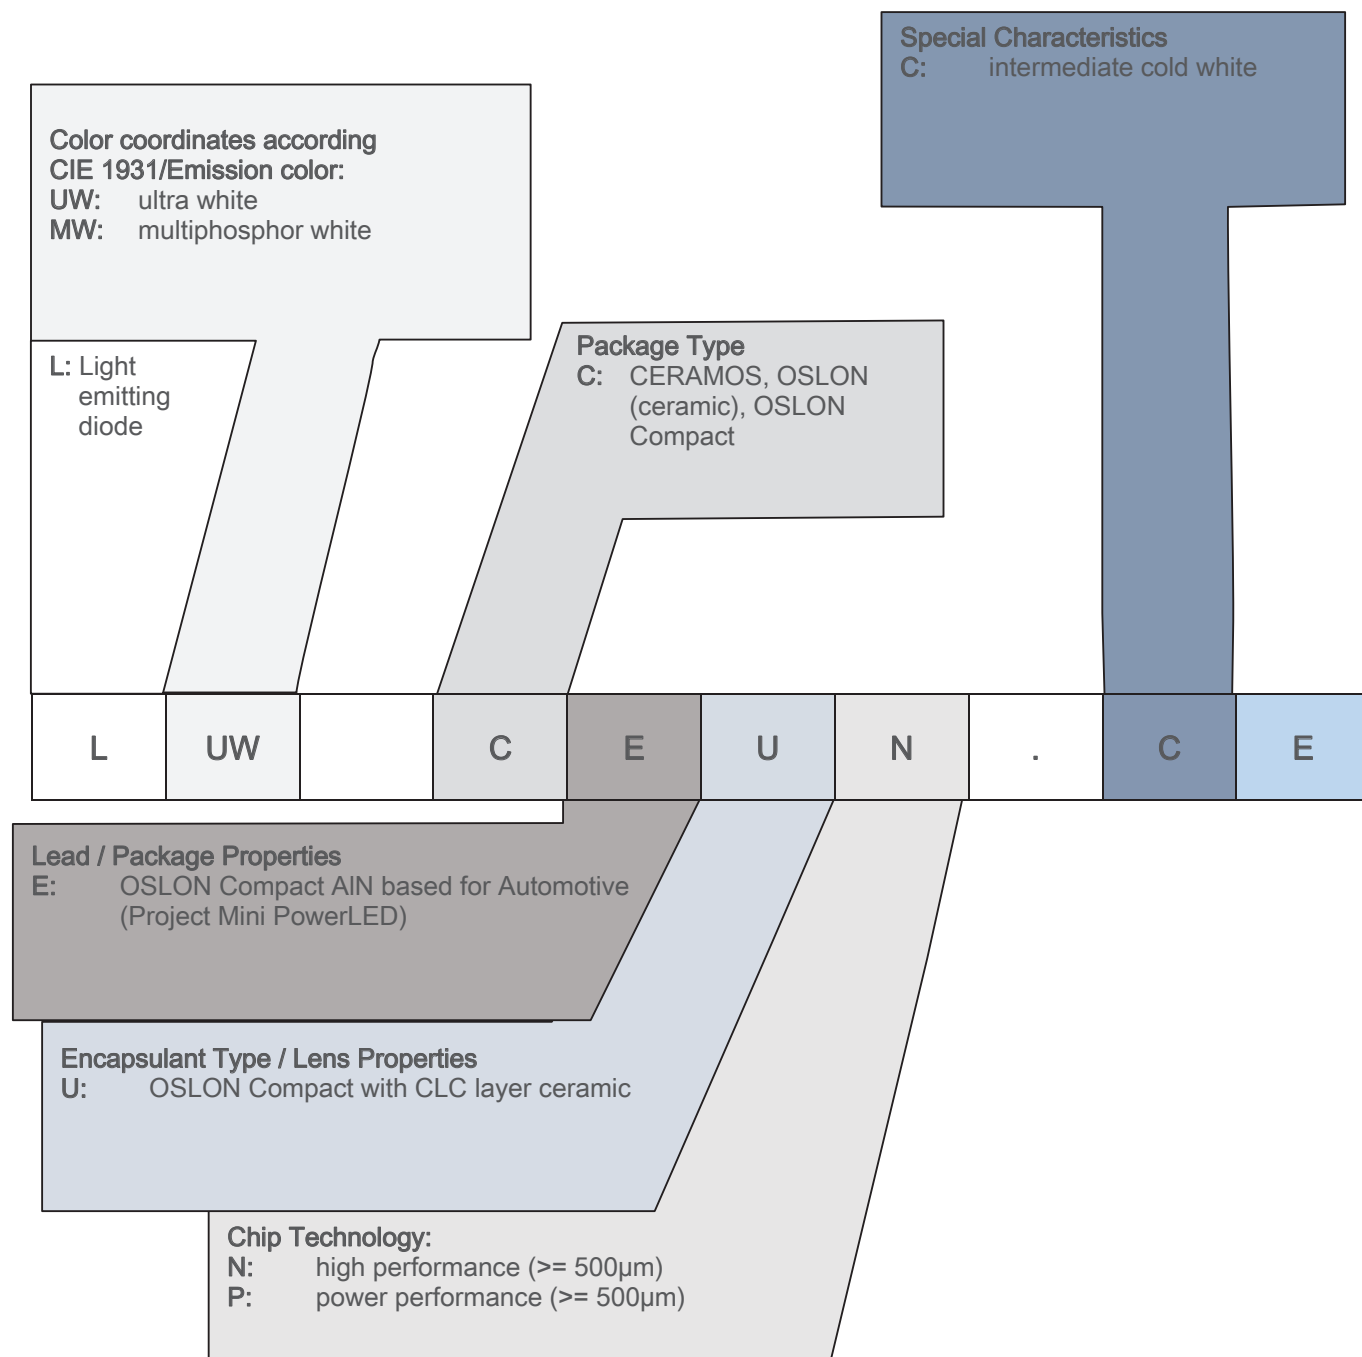 Special Characteristics
C: intermediate cold white
Color coordinates according
CIE 1931/Emission color:
UW: ultra white
MW: multiphosphor white
L: Light
emitting
diode
Package Type
C: CERAMOS, OSLON
(ceramic), OSLON
Compact
L UW C E U N . C E
Lead / Package Properties
E: OSLON Compact AlN based for Automotive
(Project Mini PowerLED)
Encapsulant Type / Lens Properties
U: OSLON Compact with CLC layer ceramic
Chip Technology:
N: high performance (>= 500µm)
P: power performance (>= 500µm)